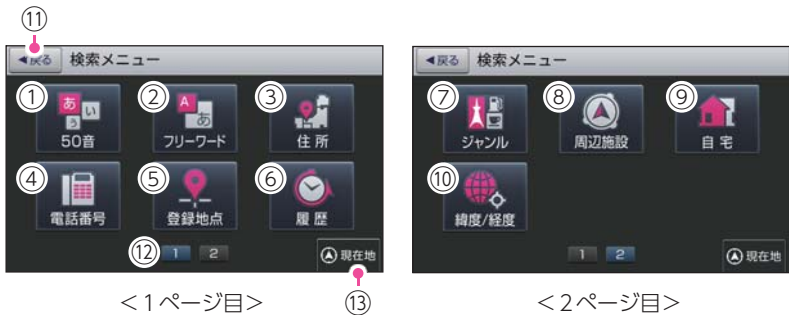 ⑪
◀戻る 検索メニュー ◀戻る 検索メニュー
① ② ③ ⑦ ⑧ ⑨
あ い う A あ
50音 フリーワード 住所 ジャンル 周辺施設 自宅
④ ⑤ ⑥ ⑩
電話番号 登録地点 履歴 緯度/経度
⑫ 1 2 現在地 1 2 現在地
＜1ページ目＞ ⑬ ＜2ページ目＞